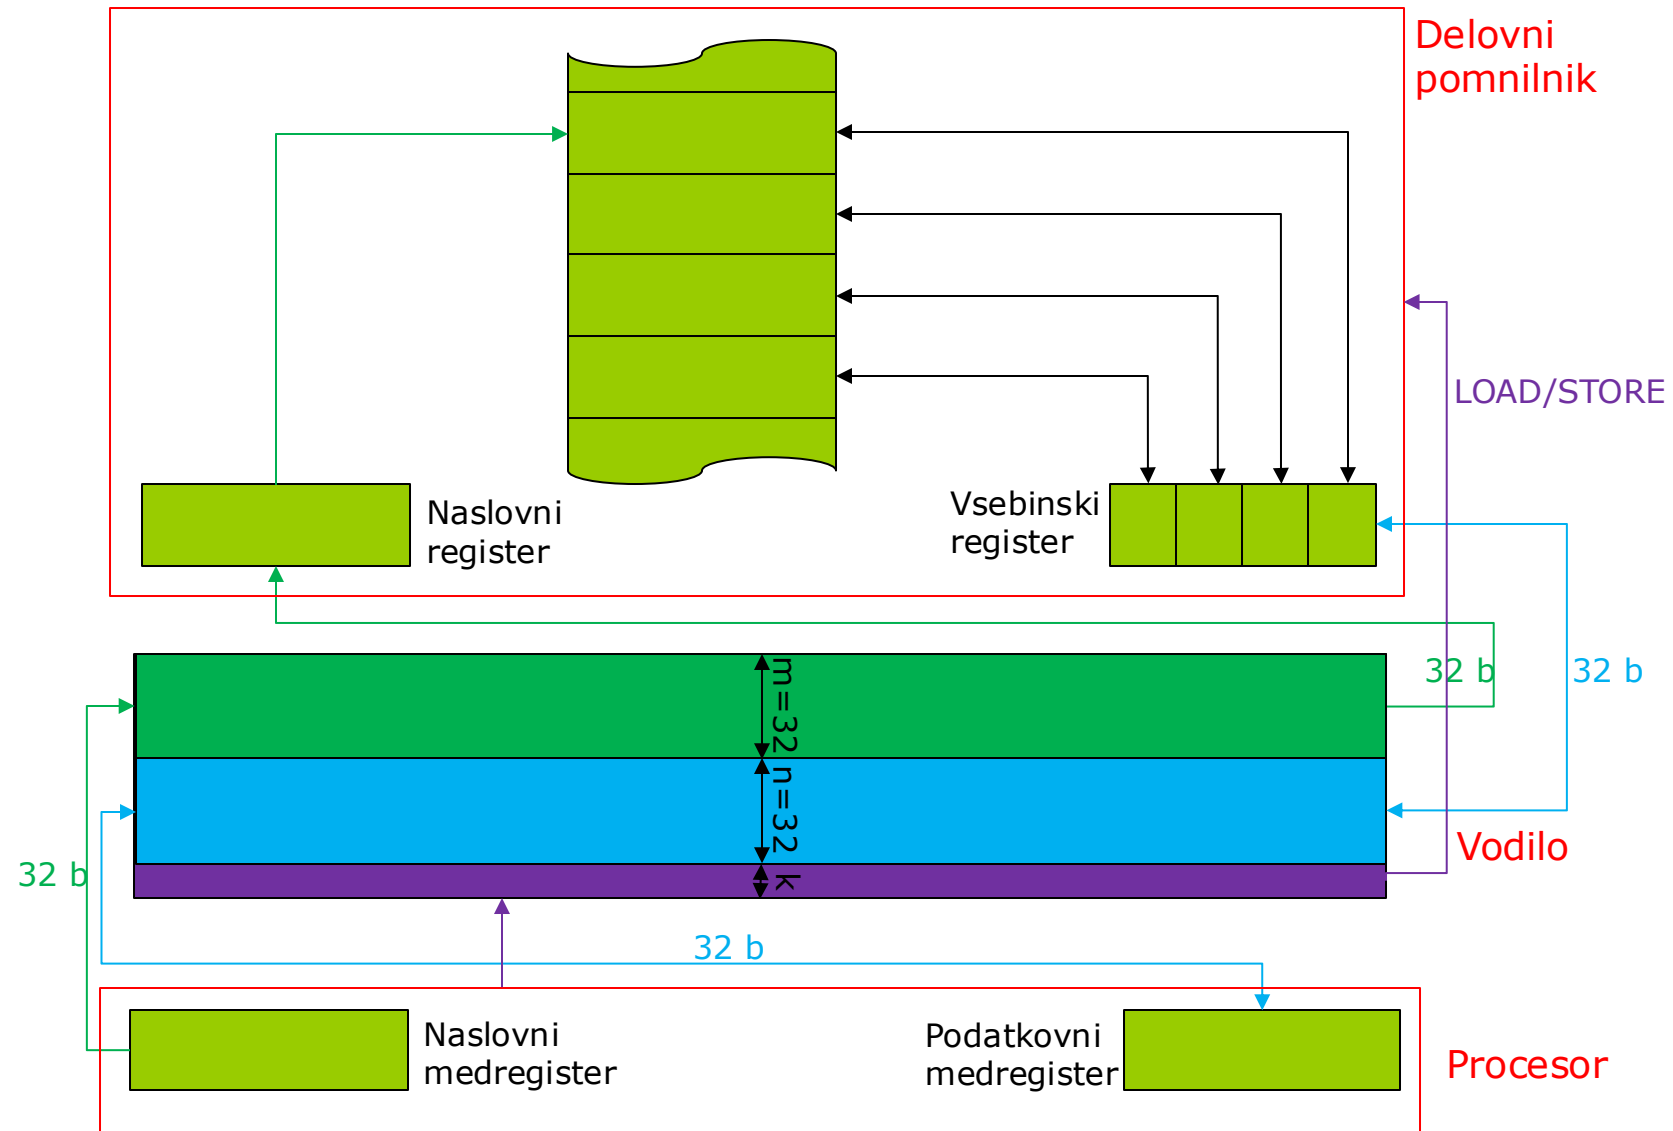 Delovni
pomnilnik
LOAD/STORE
Naslovni
register
Vsebinski
register
m=32
32 b
32 b
n=32
Vodilo
32 b
k
32 b
Naslovni
medregister
Podatkovni
medregister
Procesor